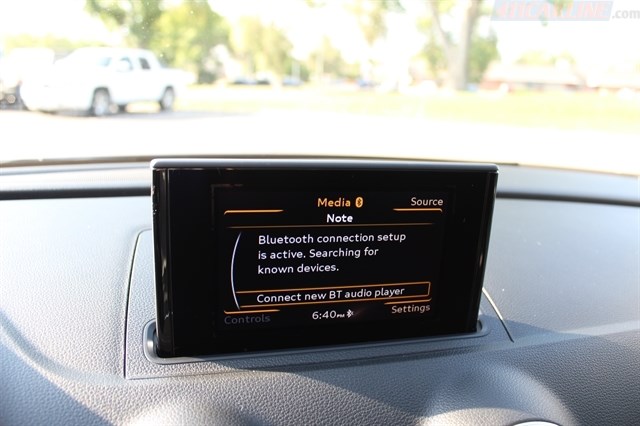 Media
Source
Note
Bluetooth connection setup
is active. Searching for
known devices.
Connect new BT audio player
Controls
6:40PM
Settings